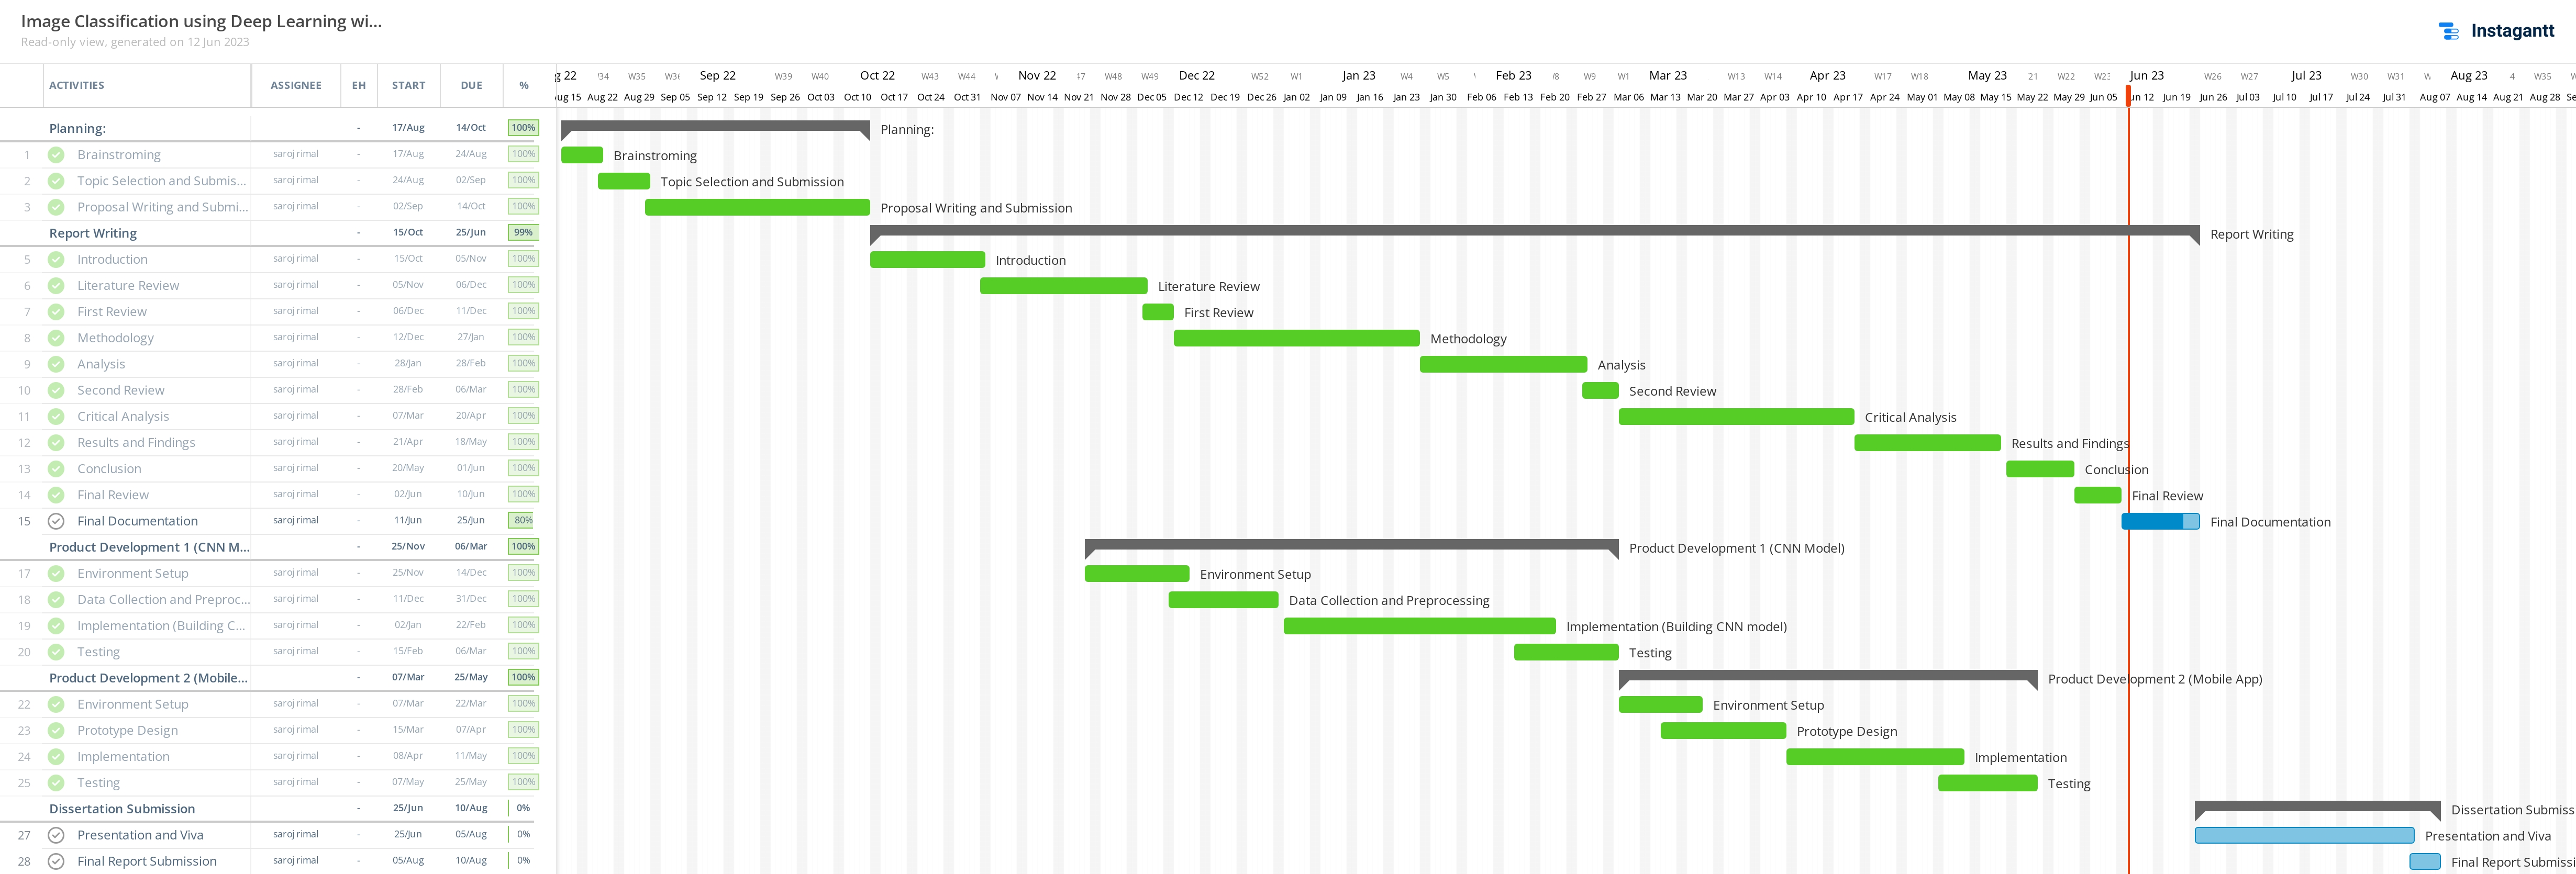 Image Classification using Deep Learning wi...
Read-only view, generated on 12 Jun 2023
Instagantt
ACTIVITIES ASSIGNEE EH START DUE %
g 22 W35 Sep 22 W39 W40 Oct 22 W43 W44 Nov 22 W48 W49 Dec 22 W52 W1 Jan 23 W4 W5 Feb 23 W9 W1 Mar 23 W13 W14 Apr 23 W17 W18 May 23 21 W22 W23 Jun 23 W26 W27 Jul 23 W30 W31 Aug 23 4 W35
ug 15 Aug 22 Aug 29 Sep 05 Sep 12 Sep 19 Sep 26 Oct 03 Oct 10 Oct 17 Oct 24 Oct 31 Nov 07 Nov 14 Nov 21 Nov 28 Dec 05 Dec 12 Dec 19 Dec 26 Jan 02 Jan 09 Jan 16 Jan 23 Jan 30 Feb 06 Feb 13 Feb 20 Feb 27 Mar 06 Mar 13 Mar 20 Mar 27 Apr 03 Apr 10 Apr 17 Apr 24 May 01 May 08 May 15 May 22 May 29 Jun 05 un 12 Jun 19 Jun 26 Jul 03 Jul 10 Jul 17 Jul 24 Jul 31 Aug 07 Aug 14 Aug 21 Aug 28 Se
Planning: - 17/Aug 14/Oct 100% Planning:
1 Brainstroming saroj rimal - 17/Aug 24/Aug 100% Brainstroming
2 Topic Selection and Submis... saroj rimal - 24/Aug 02/Sep 100% Topic Selection and Submission
3 Proposal Writing and Submi... saroj rimal - 02/Sep 14/Oct 100% Proposal Writing and Submission
Report Writing - 15/Oct 25/Jun 99% Report Writing
5 Introduction saroj rimal - 15/Oct 05/Nov 100% Introduction
6 Literature Review saroj rimal - 05/Nov 06/Dec 100% Literature Review
7 First Review saroj rimal - 06/Dec 11/Dec 100% First Review
8 Methodology saroj rimal - 12/Dec 27/Jan 100% Methodology
9 Analysis saroj rimal - 28/Jan 28/Feb 100% Analysis
10 Second Review saroj rimal - 28/Feb 06/Mar 100% Second Review
11 Critical Analysis saroj rimal - 07/Mar 20/Apr 100% Critical Analysis
12 Results and Findings saroj rimal - 21/Apr 18/May 100% Results and Findings
13 Conclusion saroj rimal - 20/May 01/Jun 100% Conclusion
14 Final Review saroj rimal - 02/Jun 10/Jun 100% Final Review
15 Final Documentation saroj rimal - 11/Jun 25/Jun 80% Final Documentation
Product Development 1 (CNN M... - 25/Nov 06/Mar 100% Product Development 1 (CNN Model)
17 Environment Setup saroj rimal - 25/Nov 14/Dec 100% Environment Setup
18 Data Collection and Preproc... saroj rimal - 11/Dec 31/Dec 100% Data Collection and Preprocessing
19 Implementation (Building C... saroj rimal - 02/Jan 22/Feb 100% Implementation (Building CNN model)
20 Testing saroj rimal - 15/Feb 06/Mar 100% Testing
Product Development 2 (Mobile... - 07/Mar 25/May 100% Product Development 2 (Mobile App)
22 Environment Setup saroj rimal - 07/Mar 22/Mar 100% Environment Setup
23 Prototype Design saroj rimal - 15/Mar 07/Apr 100% Prototype Design
24 Implementation saroj rimal - 08/Apr 11/May 100% Implementation
25 Testing saroj rimal - 07/May 25/May 100% Testing
Dissertation Submission - 25/Jun 10/Aug 0% Dissertation Submiss
27 Presentation and Viva saroj rimal - 25/Jun 05/Aug 0% Presentation and Viva
28 Final Report Submission saroj rimal - 05/Aug 10/Aug 0% Final Report Submissi